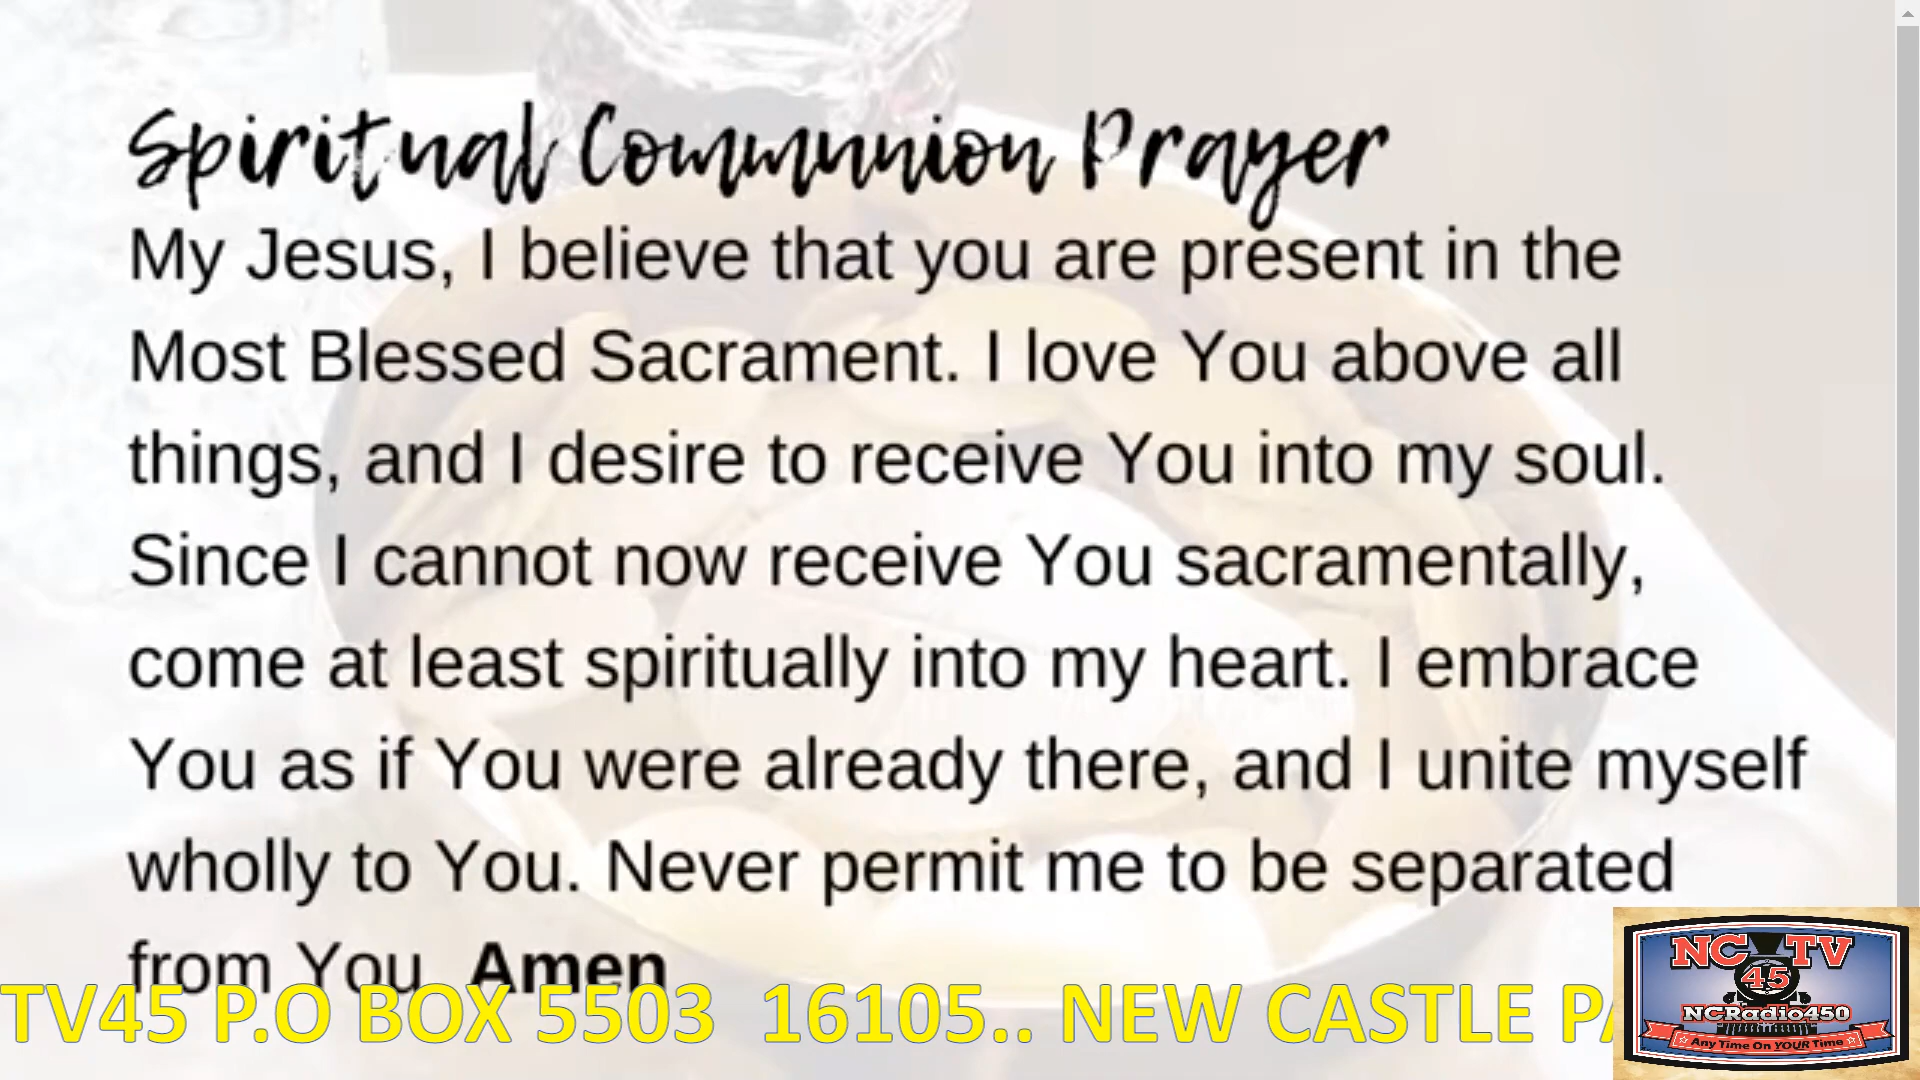 Spiritual Communion Prayer
My Jesus, I believe that you are present in the
Most Blessed Sacrament. I love You above all
things, and I desire to receive You into my soul.
Since I cannot now receive You sacramentally,
come at least spiritually into my heart. I embrace
You as if You were already there, and I unite myself
wholly to You. Never permit me to be separated
from You. Amen
TV45 P.O BOX 5503 16105.. NEW CASTLE PA
NC TV
45
NCRadio450
Any Time On YOUR Time